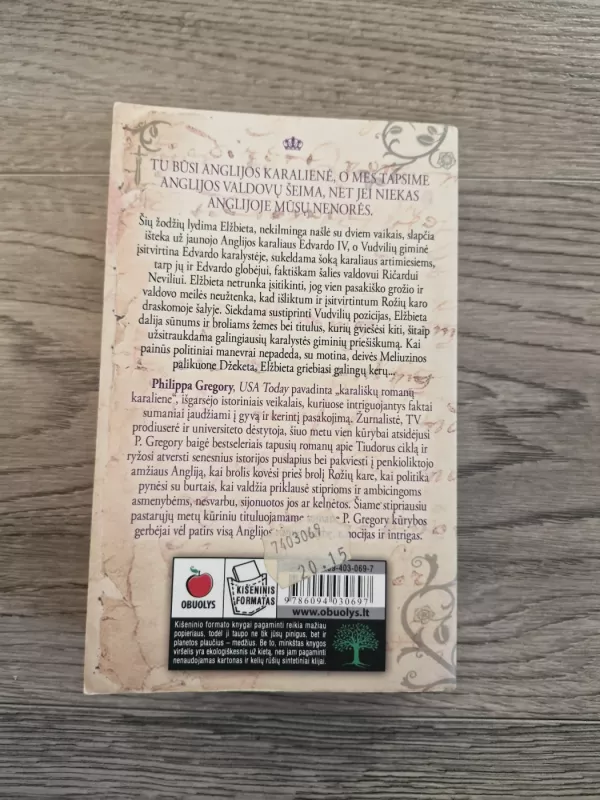 TU BŪSI ANGLIJOS KARALIENĖ, O MES TAPSIME
ANGLIJOS VALDOVŲ ŠEIMA, NET JEI NIEKAS
ANGLIJOJE MŪSŲ NENORĖS.
Šių žodžių lydima Elžbieta, nekilminga našlė su dviem vaikais, slapčia
išteka už jaunojo Anglijos karaliaus Edvardo IV, o Vudvilių giminė
įsitvirtina Edvardo karalystėje, sukeldama šoką karaliaus artimiesiems,
tarp jų ir Edvardo globėjui, faktiškam šalies valdovui Ričardui
Neviliui. Elžbieta netrunka įsitikinti, jog vien pasakiško grožio ir
valdovo meilės neužtenka, kad išliktum ir įsitvirtintum Rožių karo
draskomoje šalyje. Siekdama sustiprinti Vudvilių pozicijas, Elžbieta
dalija sūnums ir broliams žemes bei titulus, kurių geidėsi kiti, šitaip
užsitraukdama galingiausių karalystės giminių priešiškumą. Kai
painūs politiniai manevrai nepadeda, su motina, deivės Meliuzinos
palikuone Džeketa, Elžbieta griebiasi galingų kerų...
Philippa Gregory, USA Today pavadinta „karališkų romanų
karaliene“, išgarsėjo istoriniais veikalais, kuriuose intriguojantys faktai
sumaniai įaudžiami į gyvą ir kerintį pasakojimą. Žurnalistė, TV
prodiuserė ir universiteto dėstytoja, šiuo metu vien kūrybai atsidėjusi
P. Gregory baigė bestseleriais tapusių romanų apie Tiudorus ciklą ir
ryžosi atversti senesnius istorijos puslapius bei pakviesti į penkioliktojo
amžiaus Angliją, kai brolis kovėsi prieš brolį Rožių kare, kai politika
pynėsi su burtais, kai valdžia priklausė stipriems ir ambicingoms
asmenybėms, nesvarbu, sijonuotos jos ar kelnėtos. Šiame stipriausiu
pastarųjų metų kūriniu tituluojamame P. Gregory kūrybos
gerbėjai vėl patirs visą Anglijos emocijas ir intrigas.
7403069
20 15
403-069-7
9 786094 030697
www.obuolys.lt
OBUOLYS
KIŠENINIS
FORMATAS
Kišeninio formato knygai pagaminti reikia mažiau
popieriaus, todėl ji taupo ne tik jūsų pinigus, bet ir
planetos plaučius – medžius. Be to, minkštas knygos
viršelis yra ekologiškesnis už kietą, nes jam pagaminti
nenaudojamas kartonas ir kelių rūšių sintetiniai klijai.